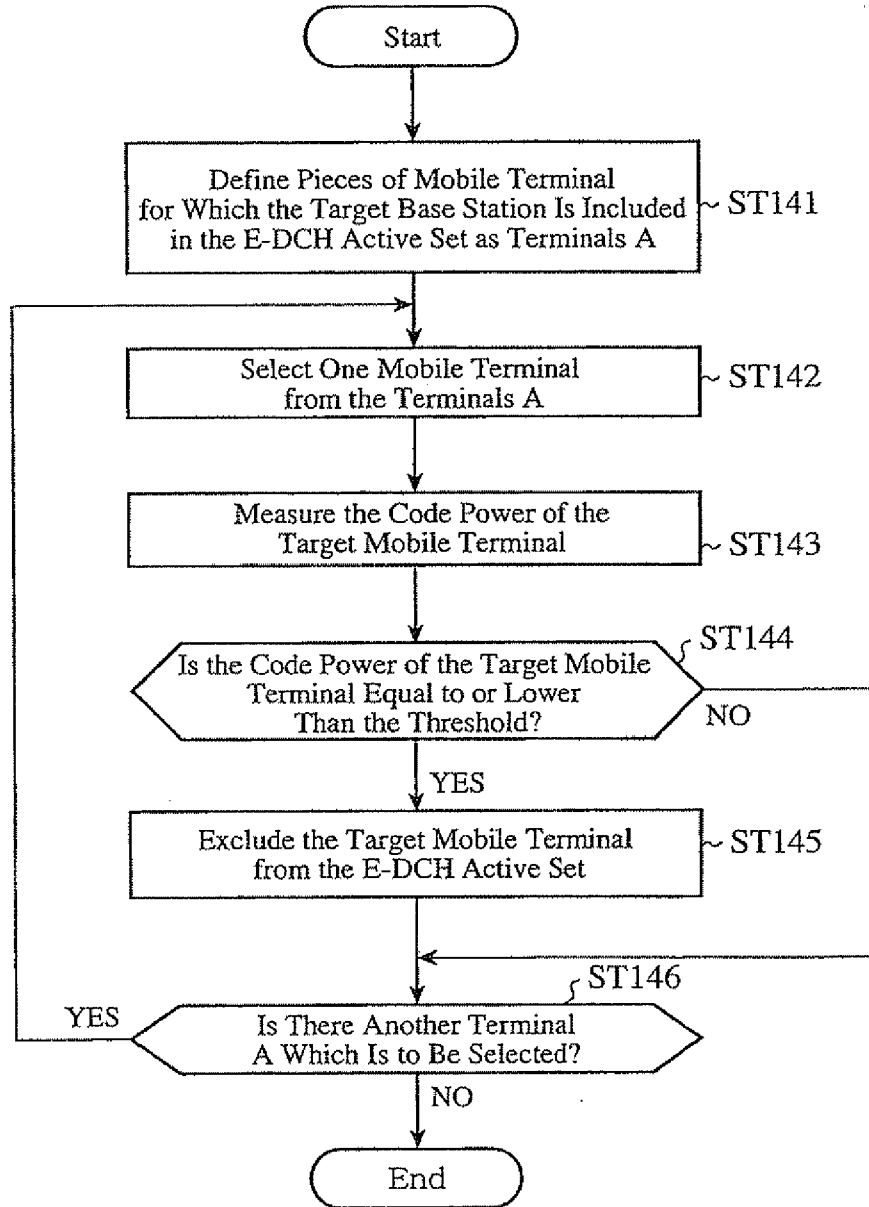 Start
Define Pieces of Mobile Terminal
for Which the Target Base Station Is Included
in the E-DCH Active Set as Terminals A
ST141
Select One Mobile Terminal
from the Terminals A
ST142
Measure the Code Power of the
Target Mobile Terminal
ST143
ST144
Is the Code Power of the Target Mobile
Terminal Equal to or Lower
Than the Threshold?
NO
YES
Exclude the Target Mobile Terminal
from the E-DCH Active Set
ST145
ST146
YES
Is There Another Terminal
A Which Is to Be Selected?
NO
End